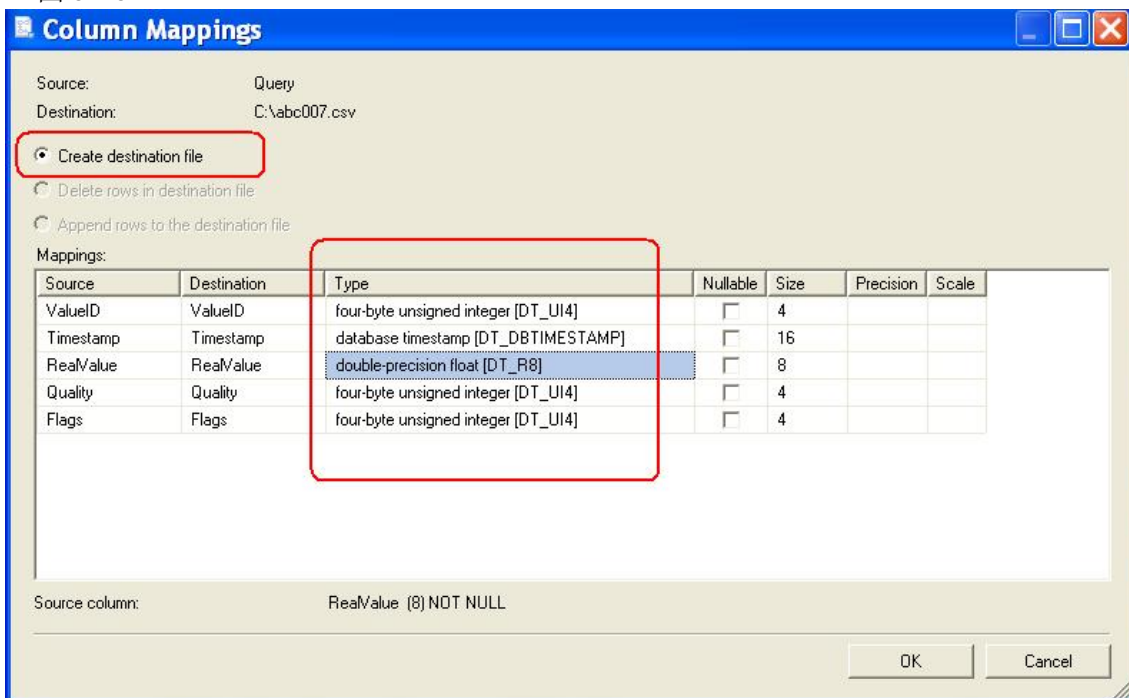 Column Mappings
Source: Query
Destination: C:\abc007.csv
Create destination file
Delete rows in destination file
Append rows to the destination file
Mappings:
Source Destination Type Nullable Size Precision Scale
ValueID ValueID four-byte unsigned integer [DT_UI4] 4
Timestamp Timestamp database timestamp [DT_DBTIMESTAMP] 16
RealValue RealValue double-precision float [DT_R8] 8
Quality Quality four-byte unsigned integer [DT_UI4] 4
Flags Flags four-byte unsigned integer [DT_UI4] 4
Source column: RealValue (8) NOT NULL
OK Cancel